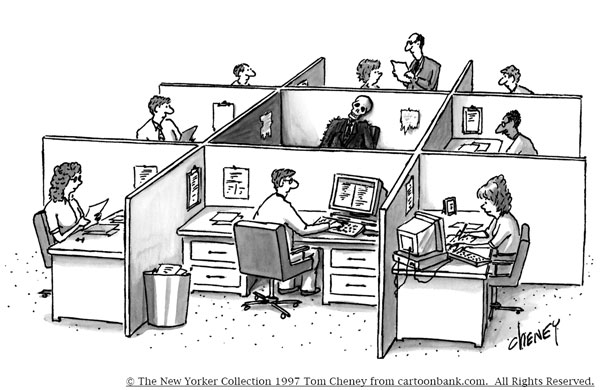 CHENEY
© The New Yorker Collection 1997 Tom Cheney from cartoonbank.com.  All Rights Reserved.